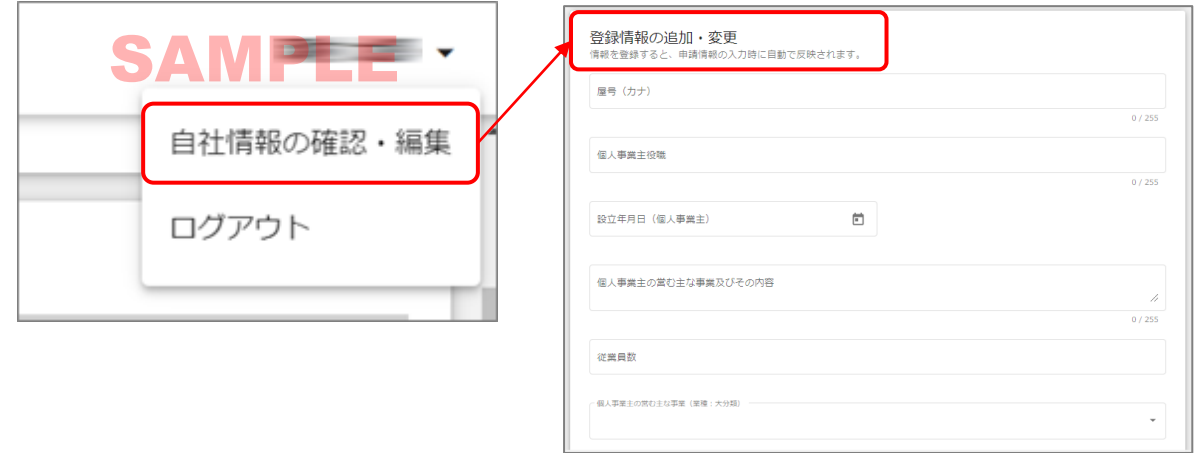 SAMPLE
自社情報の確認・編集
ログアウト
登録情報の追加・変更
情報を登録すると、申請情報の入力時に自動で反映されます。
屋号（カナ）
0 / 255
個人事業主役職
0 / 255
設立年月日（個人事業主）
個人事業主の営む主な事業及びその内容
0 / 255
従業員数
個人事業主の営む主な事業（業種：大分類）